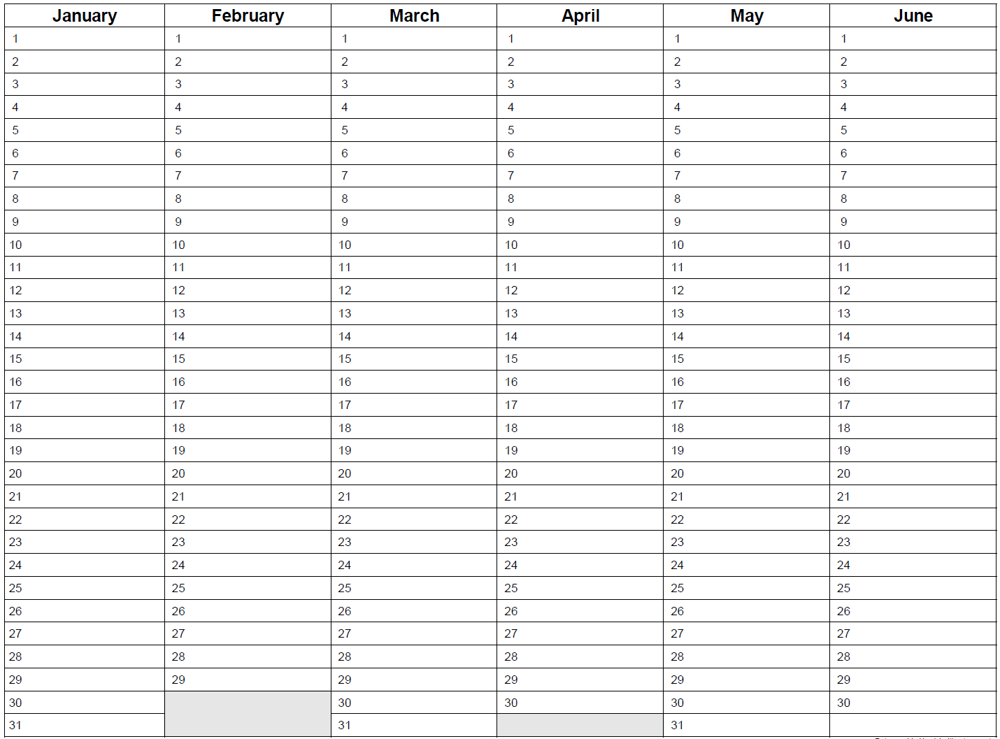 January February March April May June
1 1 1 1 1 1
2 2 2 2 2 2
3 3 3 3 3 3
4 4 4 4 4 4
5 5 5 5 5 5
6 6 6 6 6 6
7 7 7 7 7 7
8 8 8 8 8 8
9 9 9 9 9 9
10 10 10 10 10 10
11 11 11 11 11 11
12 12 12 12 12 12
13 13 13 13 13 13
14 14 14 14 14 14
15 15 15 15 15 15
16 16 16 16 16 16
17 17 17 17 17 17
18 18 18 18 18 18
19 19 19 19 19 19
20 20 20 20 20 20
21 21 21 21 21 21
22 22 22 22 22 22
23 23 23 23 23 23
24 24 24 24 24 24
25 25 25 25 25 25
26 26 26 26 26 26
27 27 27 27 27 27
28 28 28 28 28 28
29 29 29 29 29 29
30 30 30 30 30
31 31 31